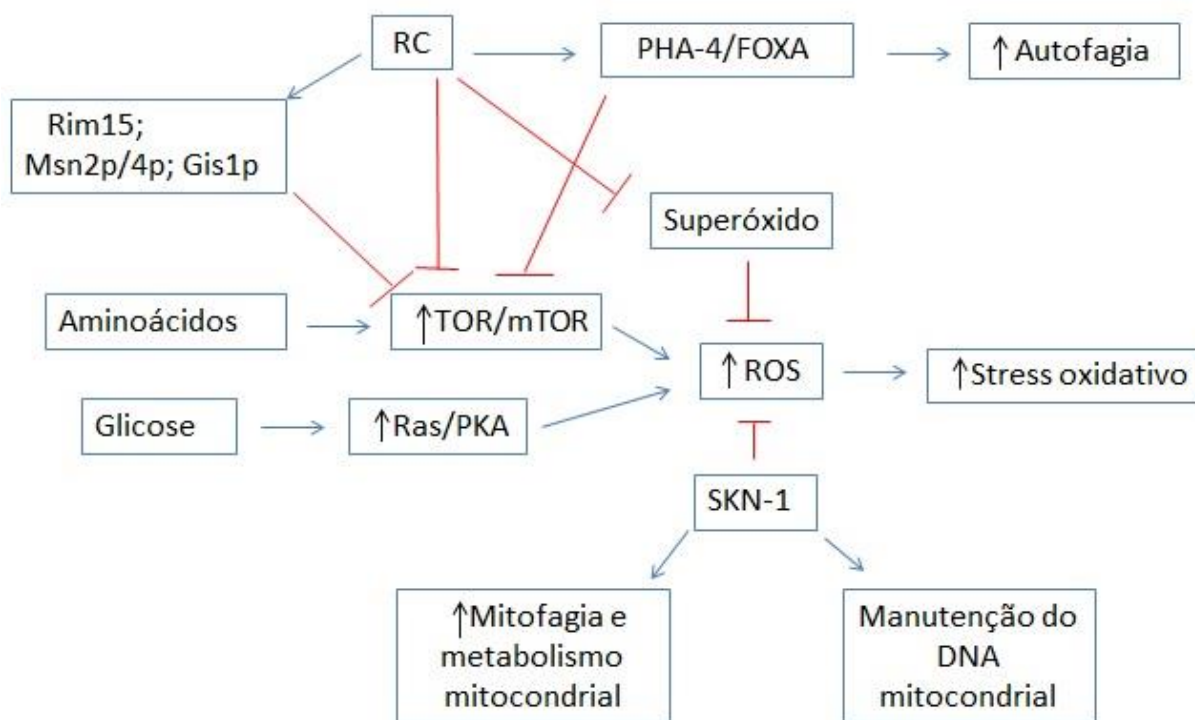 RC
PHA-4/FOXA
↑Autofagia
Rim15;
Msn2p/4p; Gis1p
Superóxido
Aminoácidos
↑TOR/mTOR
↑ROS
↑Stress oxidativo
Glicose
↑Ras/PKA
SKN-1
↑Mitofagia e
metabolismo
mitocondrial
Manutenção do
DNA
mitocondrial